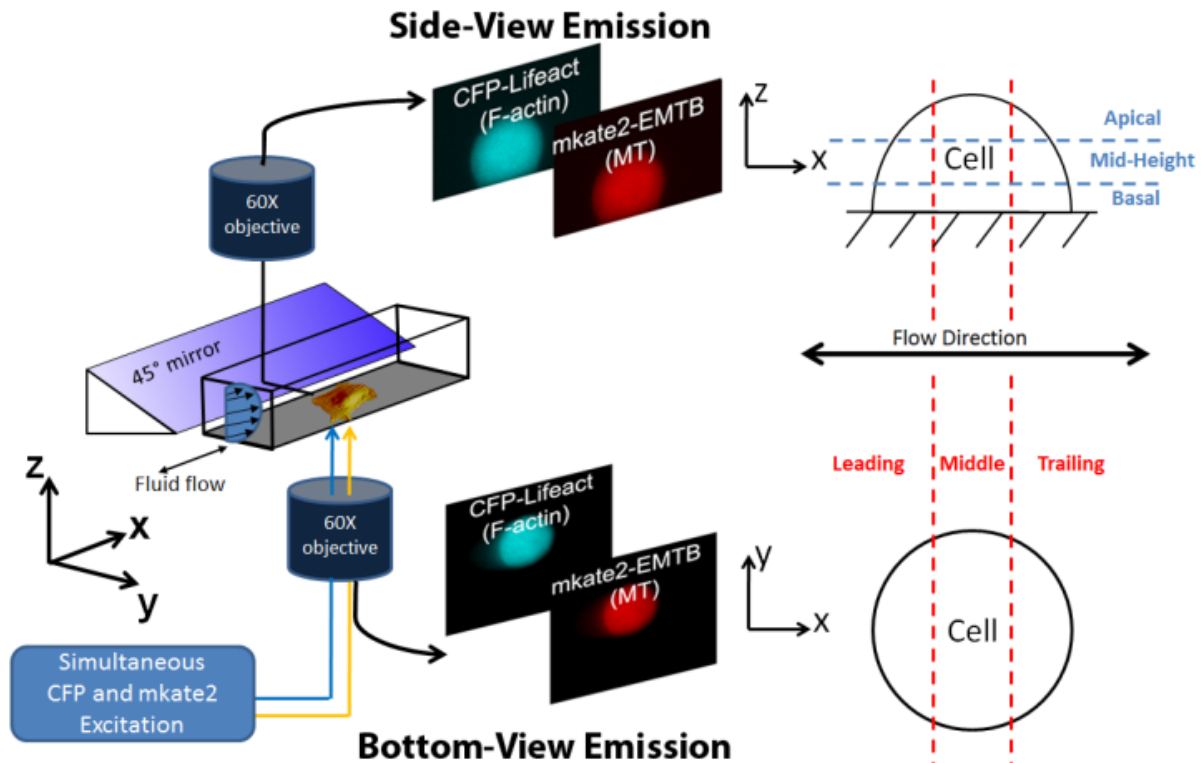 Side-View Emission
CFP-Lifeact
(F-actin)
mkate2-EMTB
(MT)
z
x
Apical
Mid-Height
Basal
Cell
60X
objective
45° mirror
Flow Direction
Fluid flow
z
x
y
60X
objective
Leading
Middle
Trailing
CFP-Lifeact
(F-actin)
mkate2-EMTB
(MT)
y
x
Cell
Simultaneous
CFP and mkate2
Excitation
Bottom-View Emission